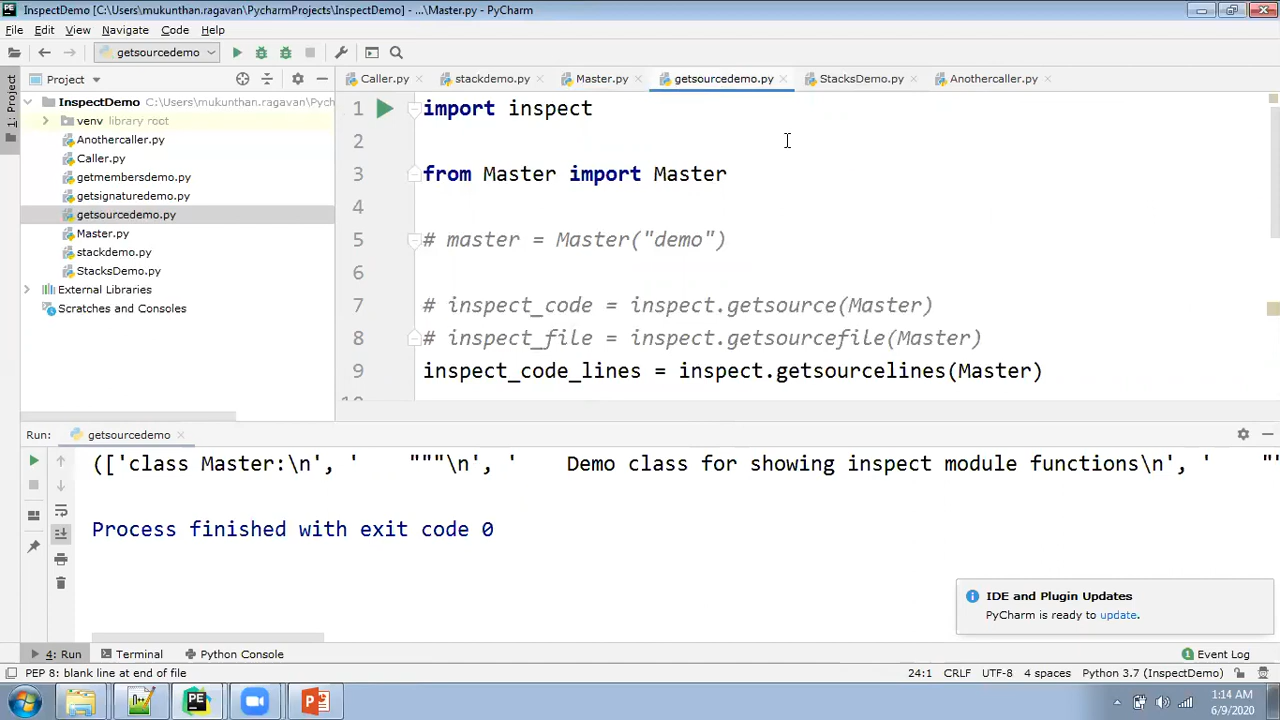 InspectDemo [C:\Users\mukunthan.ragavan\PycharmProjects\InspectDemo] - ...\Master.py - PyCharm
File Edit View Navigate Code Help
getsourcedemo
Project
Caller.py stackdemo.py Master.py getsourcedemo.py StacksDemo.py Anothercaller.py
1: Project
InspectDemo C:\Users\mukunthan.ragavan\Pych
venv library root
Anothercaller.py
Caller.py
getmembersdemo.py
getsignaturedemo.py
getsourcedemo.py
Master.py
stackdemo.py
StacksDemo.py
External Libraries
Scratches and Consoles
1 import inspect
2
3 from Master import Master
4
5 # master = Master("demo")
6
7 # inspect_code = inspect.getsource(Master)
8 # inspect_file = inspect.getsourcefile(Master)
9 inspect_code_lines = inspect.getsourcelines(Master)
10
Run: getsourcedemo
(['class Master:\n', '    """\n', '    Demo class for showing inspect module functions\n', '    ""
Process finished with exit code 0
IDE and Plugin Updates
PyCharm is ready to update.
4: Run Terminal Python Console Event Log
PEP 8: blank line at end of file 24:1 CRLF UTF-8 4 spaces Python 3.7 (InspectDemo)
1:14 AM
6/9/2020